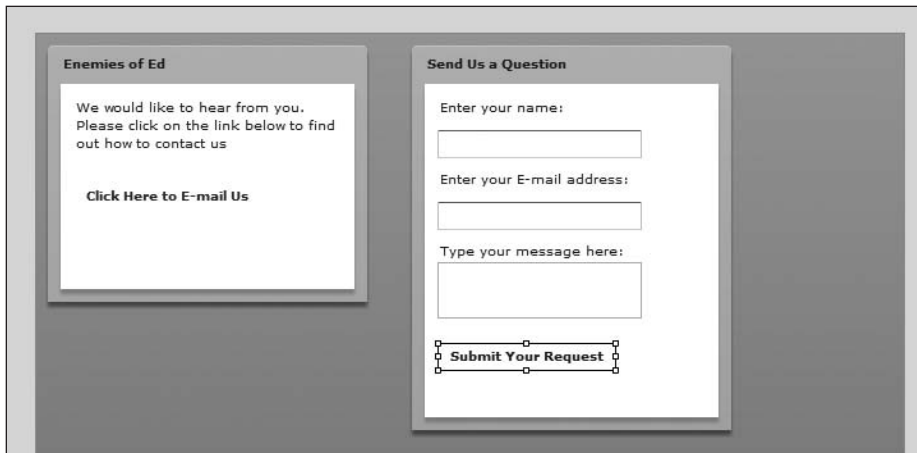 Enemies of Ed
We would like to hear from you.
Please click on the link below to find
out how to contact us
Click Here to E-mail Us
Send Us a Question
Enter your name:
Enter your E-mail address:
Type your message here:
Submit Your Request